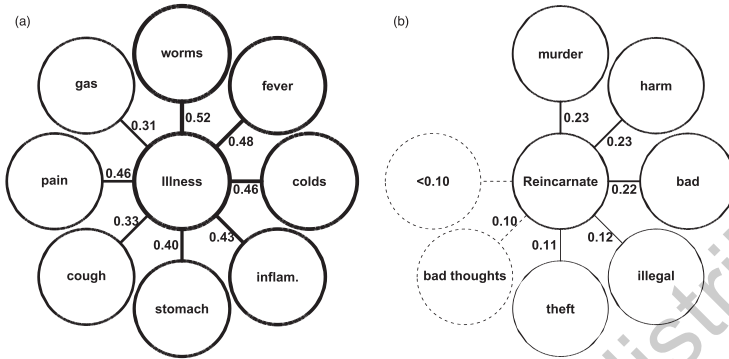 (a)
worms
gas
fever
0.31
0.52
0.48
pain
0.46
Illness
0.46
colds
0.33
0.40
0.43
cough
inflam.
stomach
(b)
murder
harm
0.23
0.23
<0.10
Reincarnate
0.22
bad
0.10
0.11
0.12
bad thoughts
illegal
theft